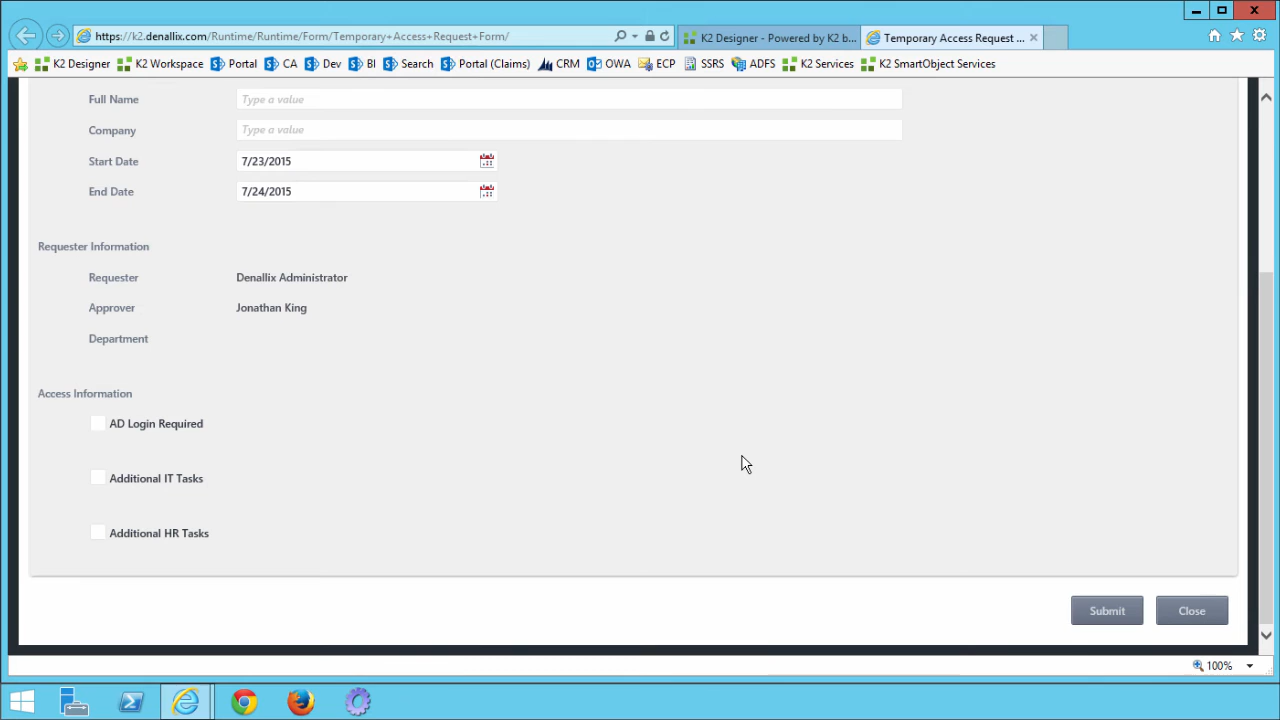 https://k2.denallix.com/Runtime/Runtime/Form/Temporary+Access+Request+Form/
K2 Designer - Powered by K2 b...
Temporary Access Request ...
K2 Designer
K2 Workspace
Portal
CA
Dev
BI
Search
Portal (Claims)
CRM
OWA
ECP
SSRS
ADFS
K2 Services
K2 SmartObject Services
Full Name
Type a value
Company
Type a value
Start Date
7/23/2015
End Date
7/24/2015
Requester Information
Requester
Denallix Administrator
Approver
Jonathan King
Department
Access Information
AD Login Required
Additional IT Tasks
Additional HR Tasks
Submit
Close
100%